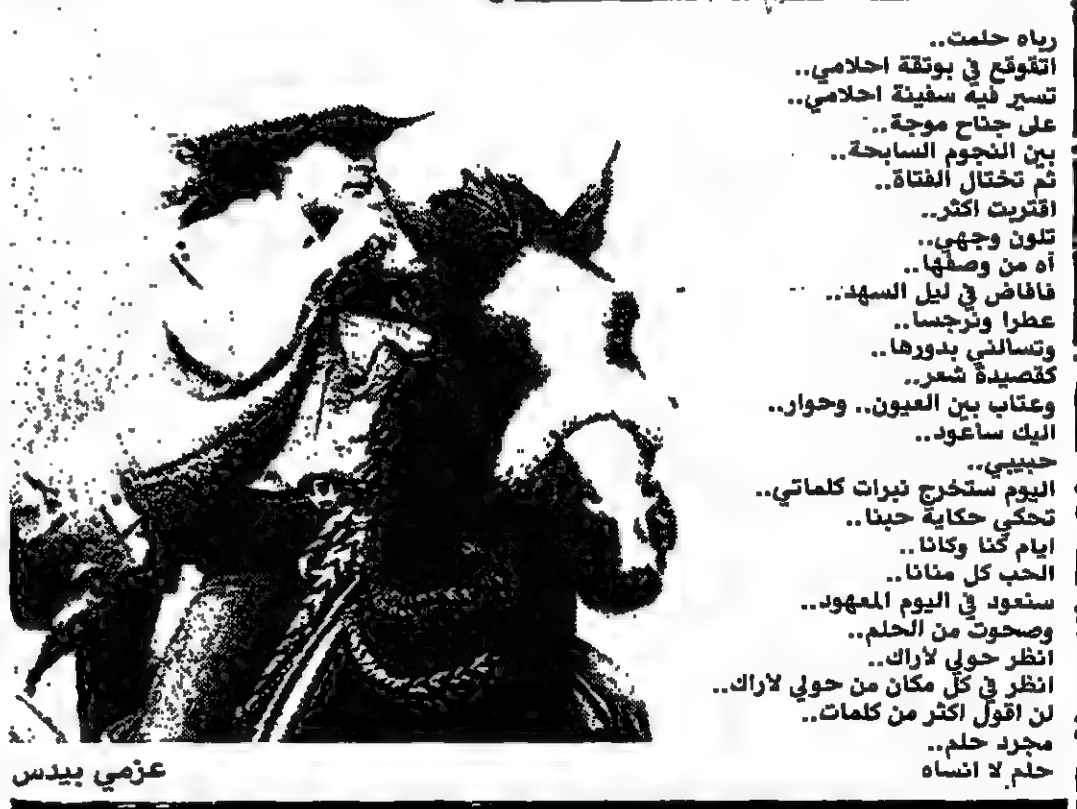 رباه حلمت..
اتقوقع في بوتقة احلامي..
تسير فيه سفينة احلامي..
على جناح موجة..
بين النجوم السابحة..
ثم تختال الفتاة..
اقتربت اكثر..
تلون وجهي..
آه من وصفها..
فافاض في ليل السهد..
عطرا ونرجسا..
وتسالني بدورها..
كقصيدة شعر..
وعتاب بين العيون.. وحوار..
اليك ساعود..
حبيبي..
اليوم ستخرج نبرات كلماتي..
تحكي حكاية حبنا..
ايام كنا وكانا..
الحب كل منانا..
سنعود في اليوم المعهود..
وصحوت من الحلم..
انظر حولي لاراك..
انظر في كل مكان من حولي لاراك..
لن اقول اكثر من كلمات..
مجرد حلم..
حلم لا انساه
عزمي بيدس